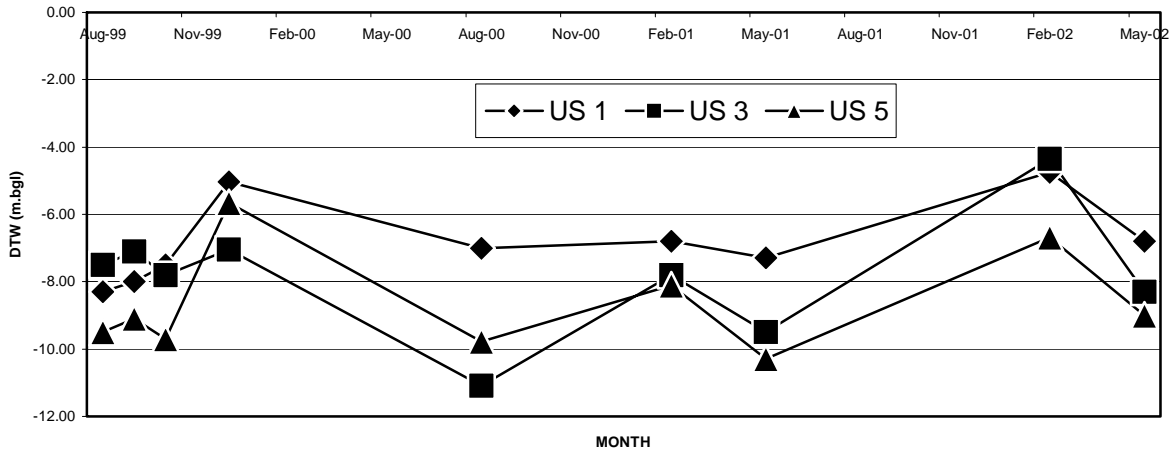 0.00
Aug-99 Nov-99 Feb-00 May-00 Aug-00 Nov-00 Feb-01 May-01 Aug-01 Nov-01 Feb-02 May-02
-2.00
US 1 US 3 US 5
-4.00
-6.00
-8.00
-10.00
-12.00
DTW (m.bgl)
MONTH